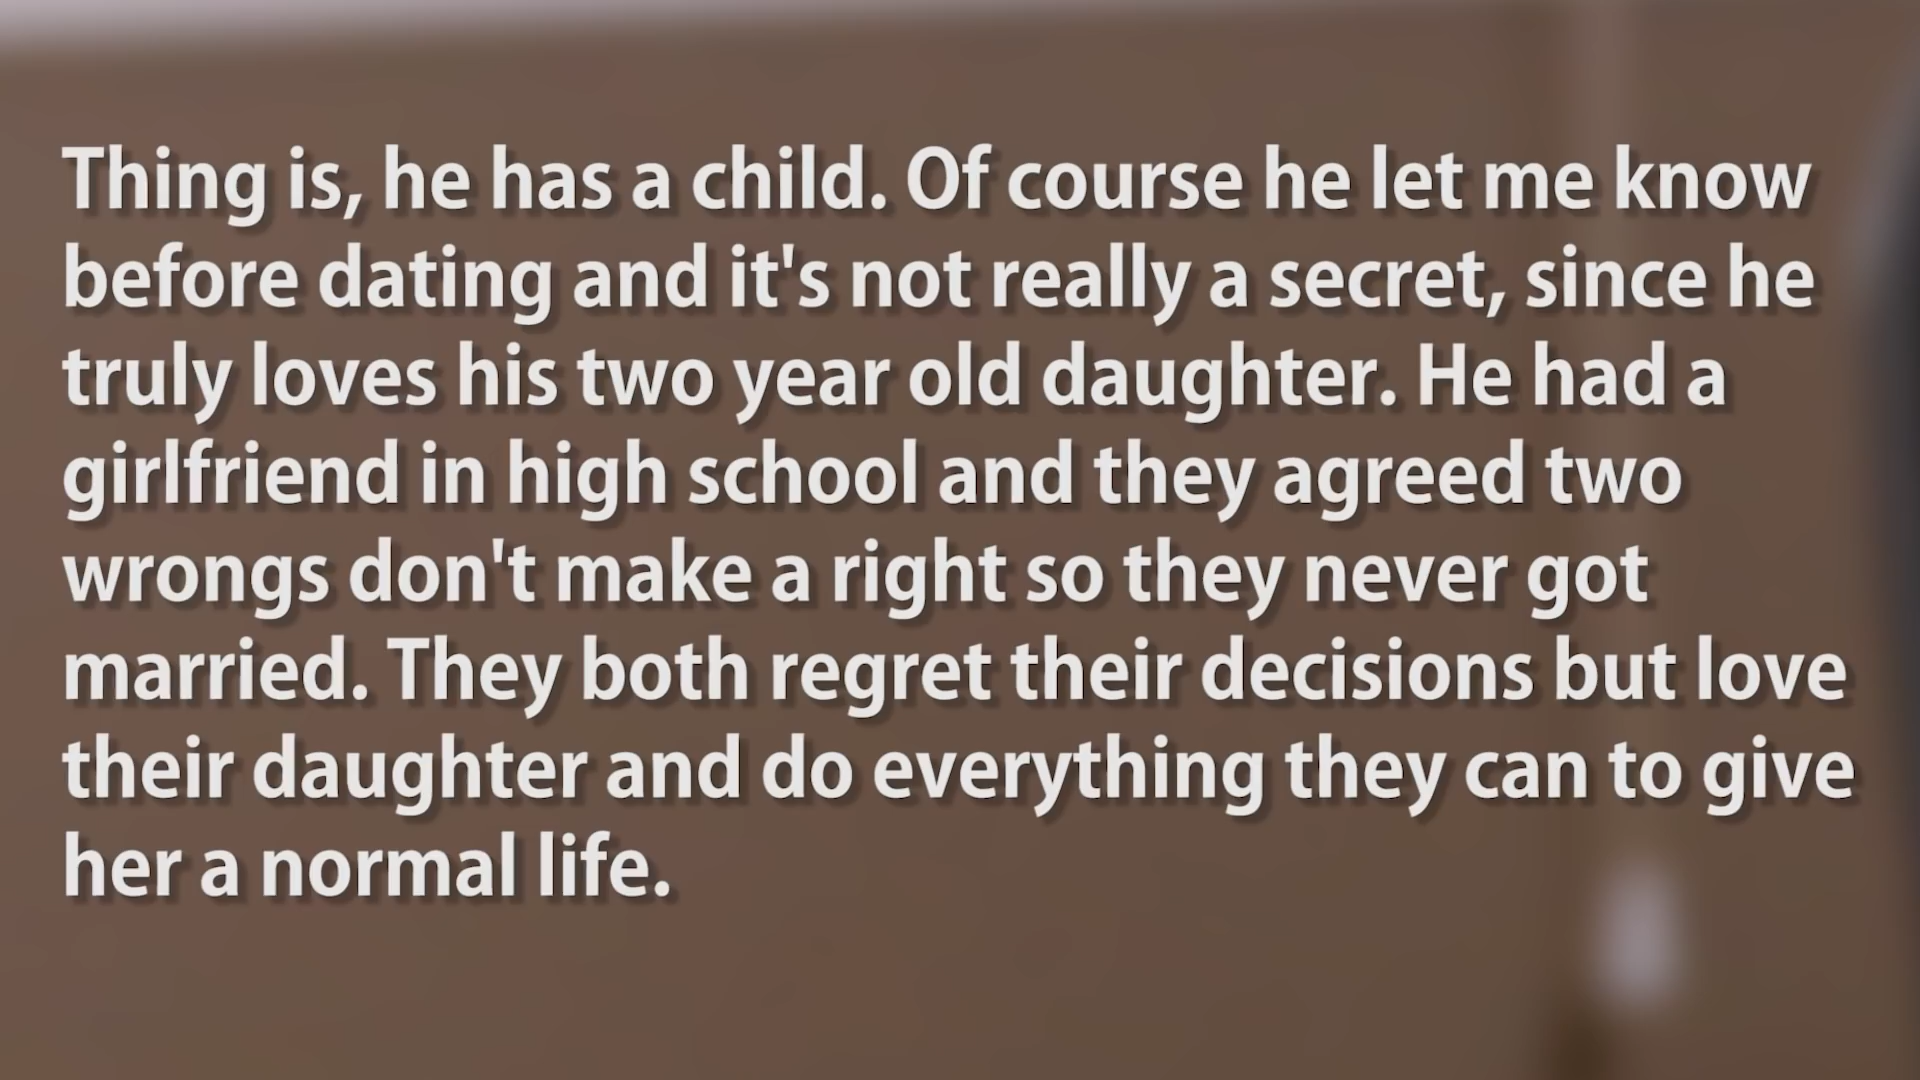 Thing is, he has a child. Of course he let me know
before dating and it's not really a secret, since he
truly loves his two year old daughter. He had a
girlfriend in high school and they agreed two
wrongs don't make a right so they never got
married. They both regret their decisions but love
their daughter and do everything they can to give
her a normal life.